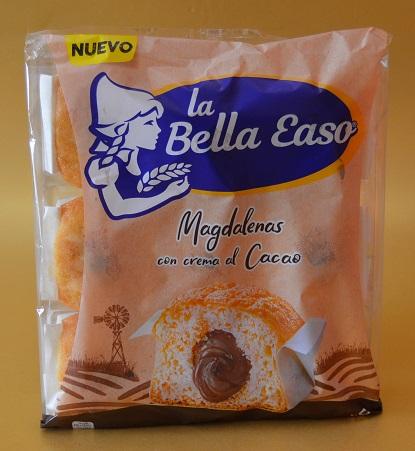 NUEVO
la
Bella Easo®
Magdalenas
con crema al Cacao